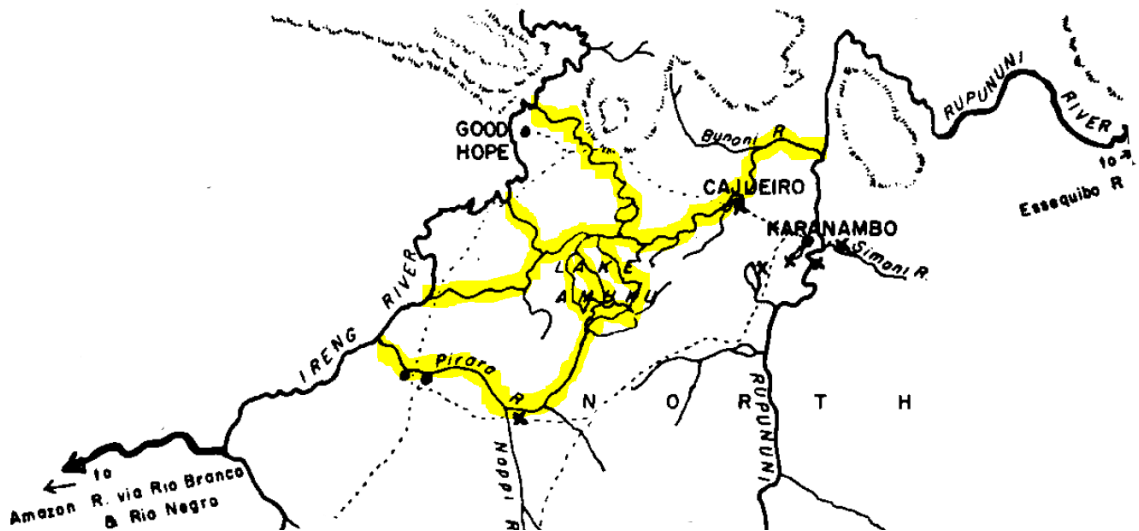 GOOD
HOPE
Bunoni R
RUPUNUNI
RIVER
to
Essequibo R
CAJUEIRO
KARANAMBO
Simoni R.
LAKE
AMUKU
IRENG RIVER
Pirara R
NORTH
RUPUNUNI
Nappi R
to
Amazon R. via Rio Branco
& Rio Negro